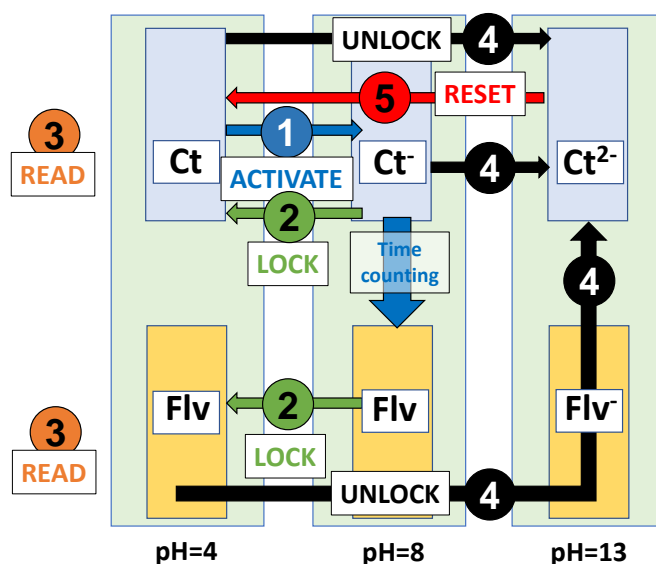 UNLOCK 4
5 RESET
3 1
READ Ct Ct⁻ 4 Ct²⁻
ACTIVATE
2
LOCK Time
counting
4
3 Flv 2 Flv Flv⁻
READ LOCK
UNLOCK 4
pH=4 pH=8 pH=13